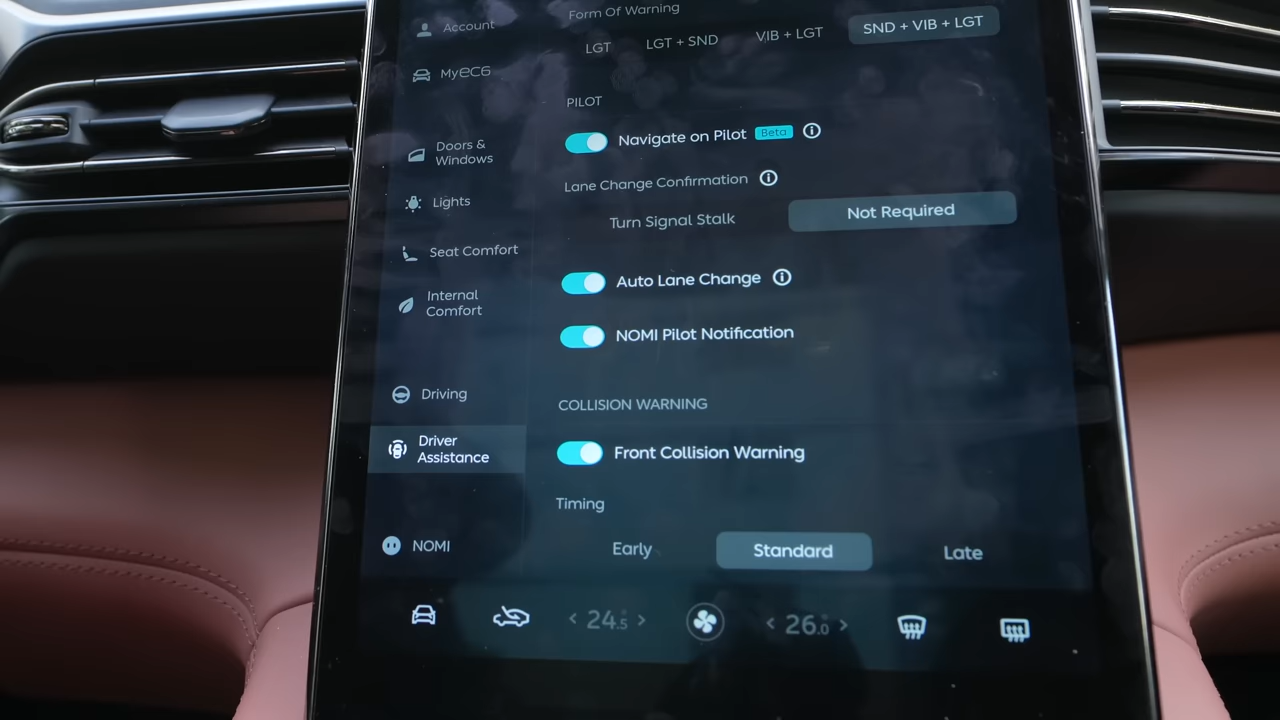 Account
MyEC6
Doors &
Windows
Lights
Seat Comfort
Internal
Comfort
Driving
Driver
Assistance
NOMI
Form Of Warning
LGT LGT + SND VIB + LGT SND + VIB + LGT
PILOT
Navigate on Pilot Beta
Lane Change Confirmation
Turn Signal Stalk Not Required
Auto Lane Change
NOMI Pilot Notification
COLLISION WARNING
Front Collision Warning
Timing
Early Standard Late
< 24.5° > < 26.0° >